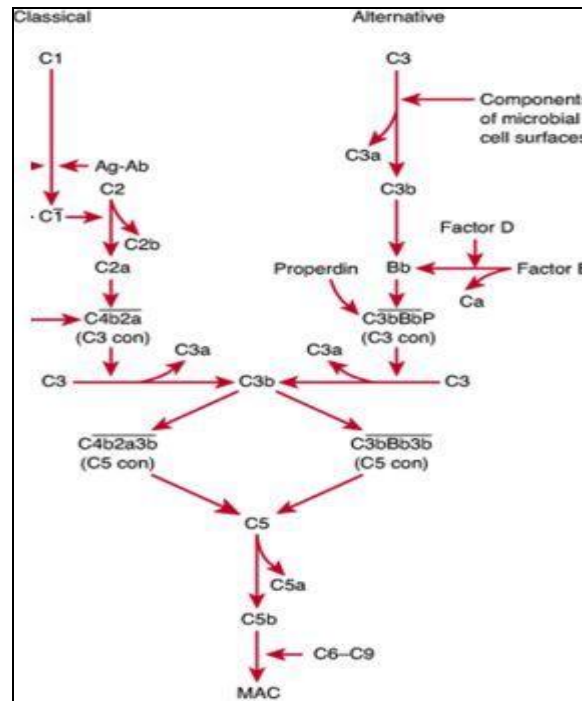 Classical
Alternative
C1
C3
Components
of microbial
cell surfaces
C3a
Ag-Ab
C2
C3b
C1̅
C2b
Factor D
C2a
Properdin
Bb
Factor B
Ca
C4b2a
(C3 con)
C3bBbP
(C3 con)
C3a
C3a
C3
C3b
C3
C4b2a3b
(C5 con)
C3bBb3b
(C5 con)
C5
C5a
C5b
C6–C9
MAC